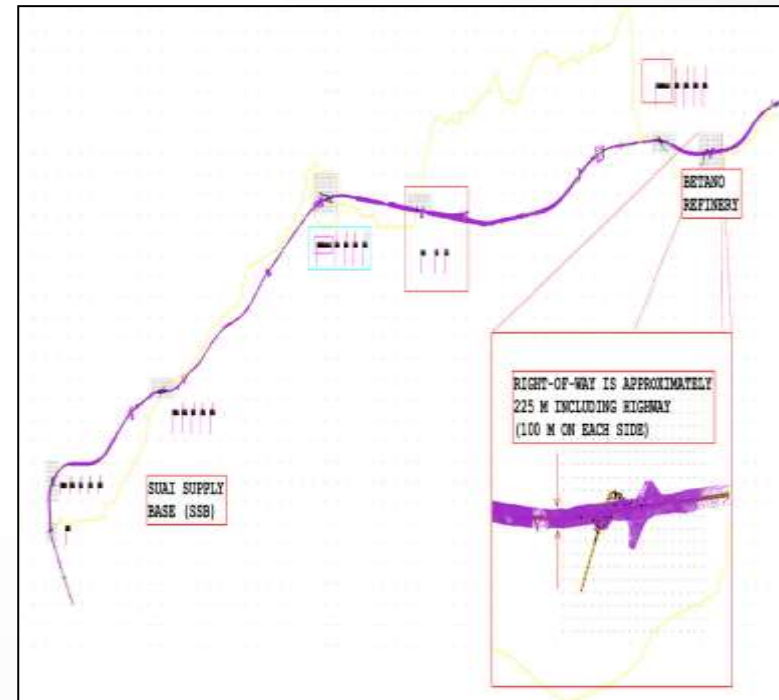 BETANO
REFINERY
RIGHT-OF-WAY IS APPROXIMATELY
225 M INCLUDING HIGHWAY
(100 M ON EACH SIDE)
SUAI SUPPLY
BASE (SSB)